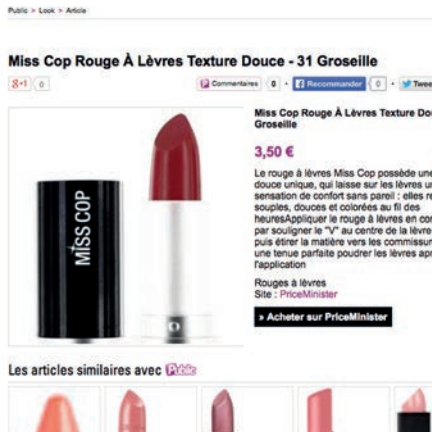 Public > Look > Article
Miss Cop Rouge À Lèvres Texture Douce - 31 Groseille
g+1 0 Commentaires 0 Recommander 0 Twee
Miss Cop Rouge À Lèvres Texture Dou
Groseille
3,50 €
Le rouge à lèvres Miss Cop possède une
douce unique, qui laisse sur les lèvres un
sensation de confort sans pareil : elles re
souples, douces et colorées au fil des
heuresAppliquer le rouge à lèvres en co
par souligner le "V" au centre de la lèvre
puis étirer la matière vers les commissur
une tenue parfaite poudrer les lèvres apr
l'application
Rouges à lèvres
Site : PriceMinister
» Acheter sur PriceMinister
MISS COP
Les articles similaires avec Public